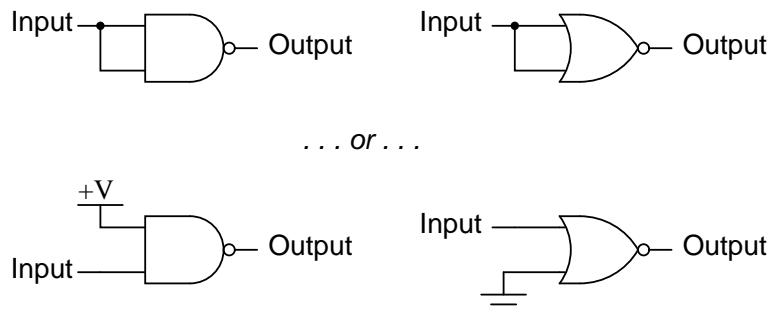 Input Output Input Output
. . . or . . .
+V
Input Output
Input Output